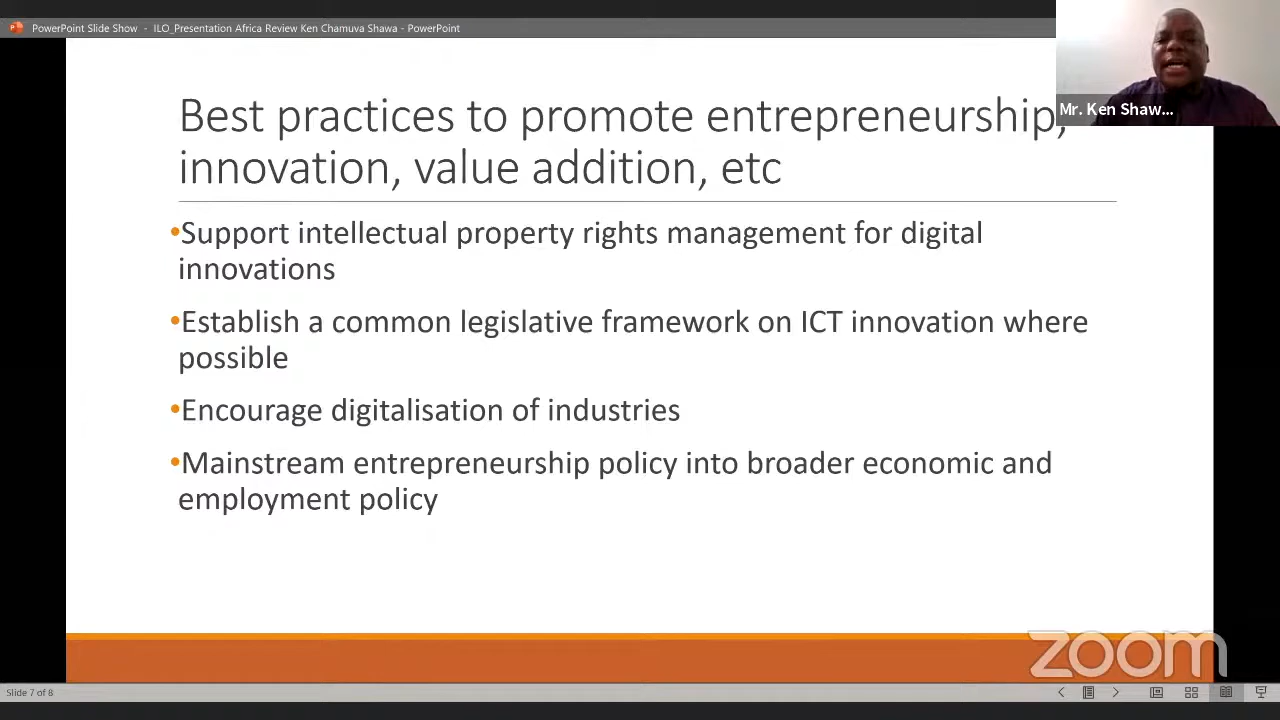 PowerPoint Slide Show - ILO_Presentation Africa Review Ken Chamuva Shawa - PowerPoint
Mr. Ken Shaw...
Best practices to promote entrepreneurship,
innovation, value addition, etc
•Support intellectual property rights management for digital
innovations
•Establish a common legislative framework on ICT innovation where
possible
•Encourage digitalisation of industries
•Mainstream entrepreneurship policy into broader economic and
employment policy
zoom
Slide 7 of 8